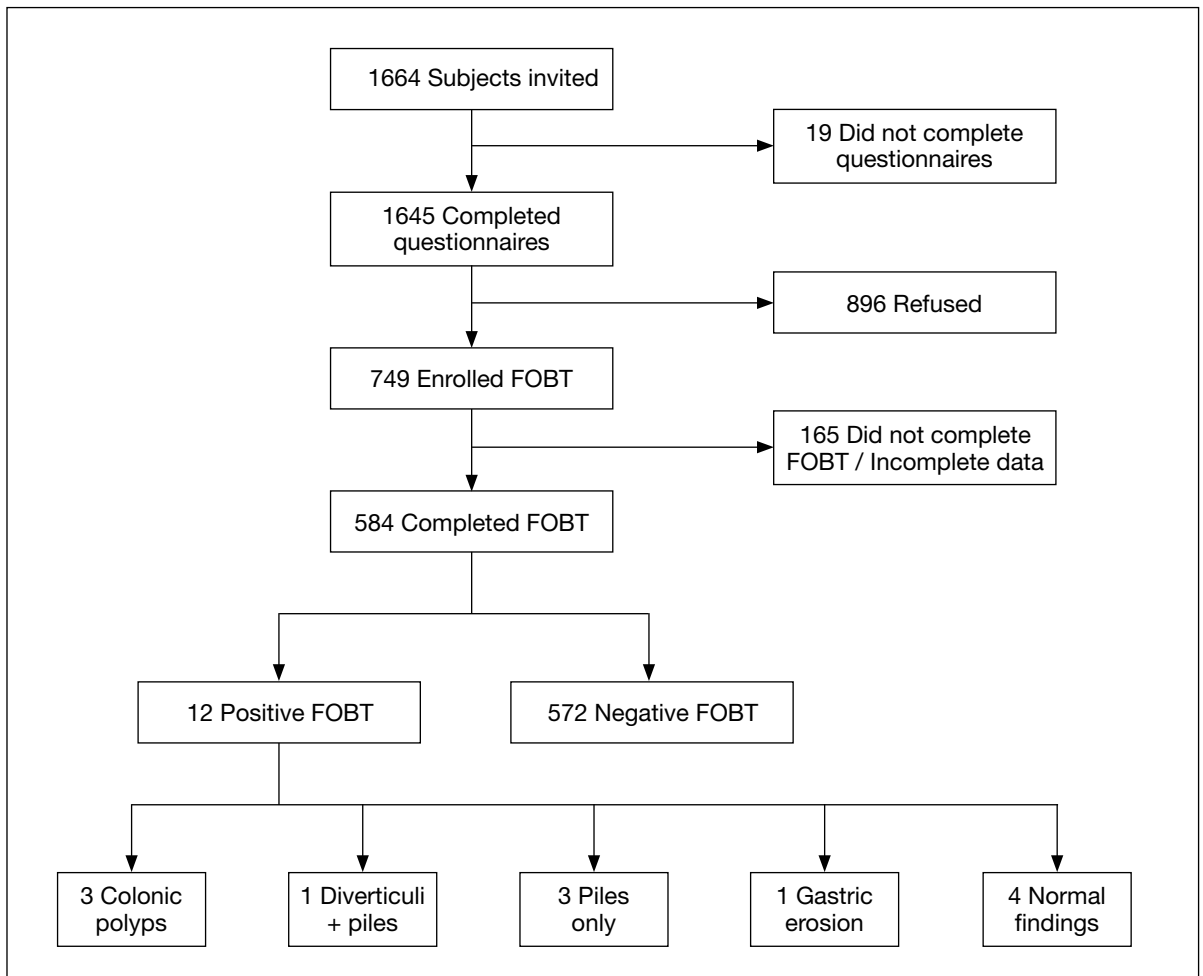 1664 Subjects invited
19 Did not complete
questionnaires
1645 Completed
questionnaires
896 Refused
749 Enrolled FOBT
165 Did not complete
FOBT / Incomplete data
584 Completed FOBT
12 Positive FOBT
572 Negative FOBT
3 Colonic
polyps
1 Diverticuli
+ piles
3 Piles
only
1 Gastric
erosion
4 Normal
findings